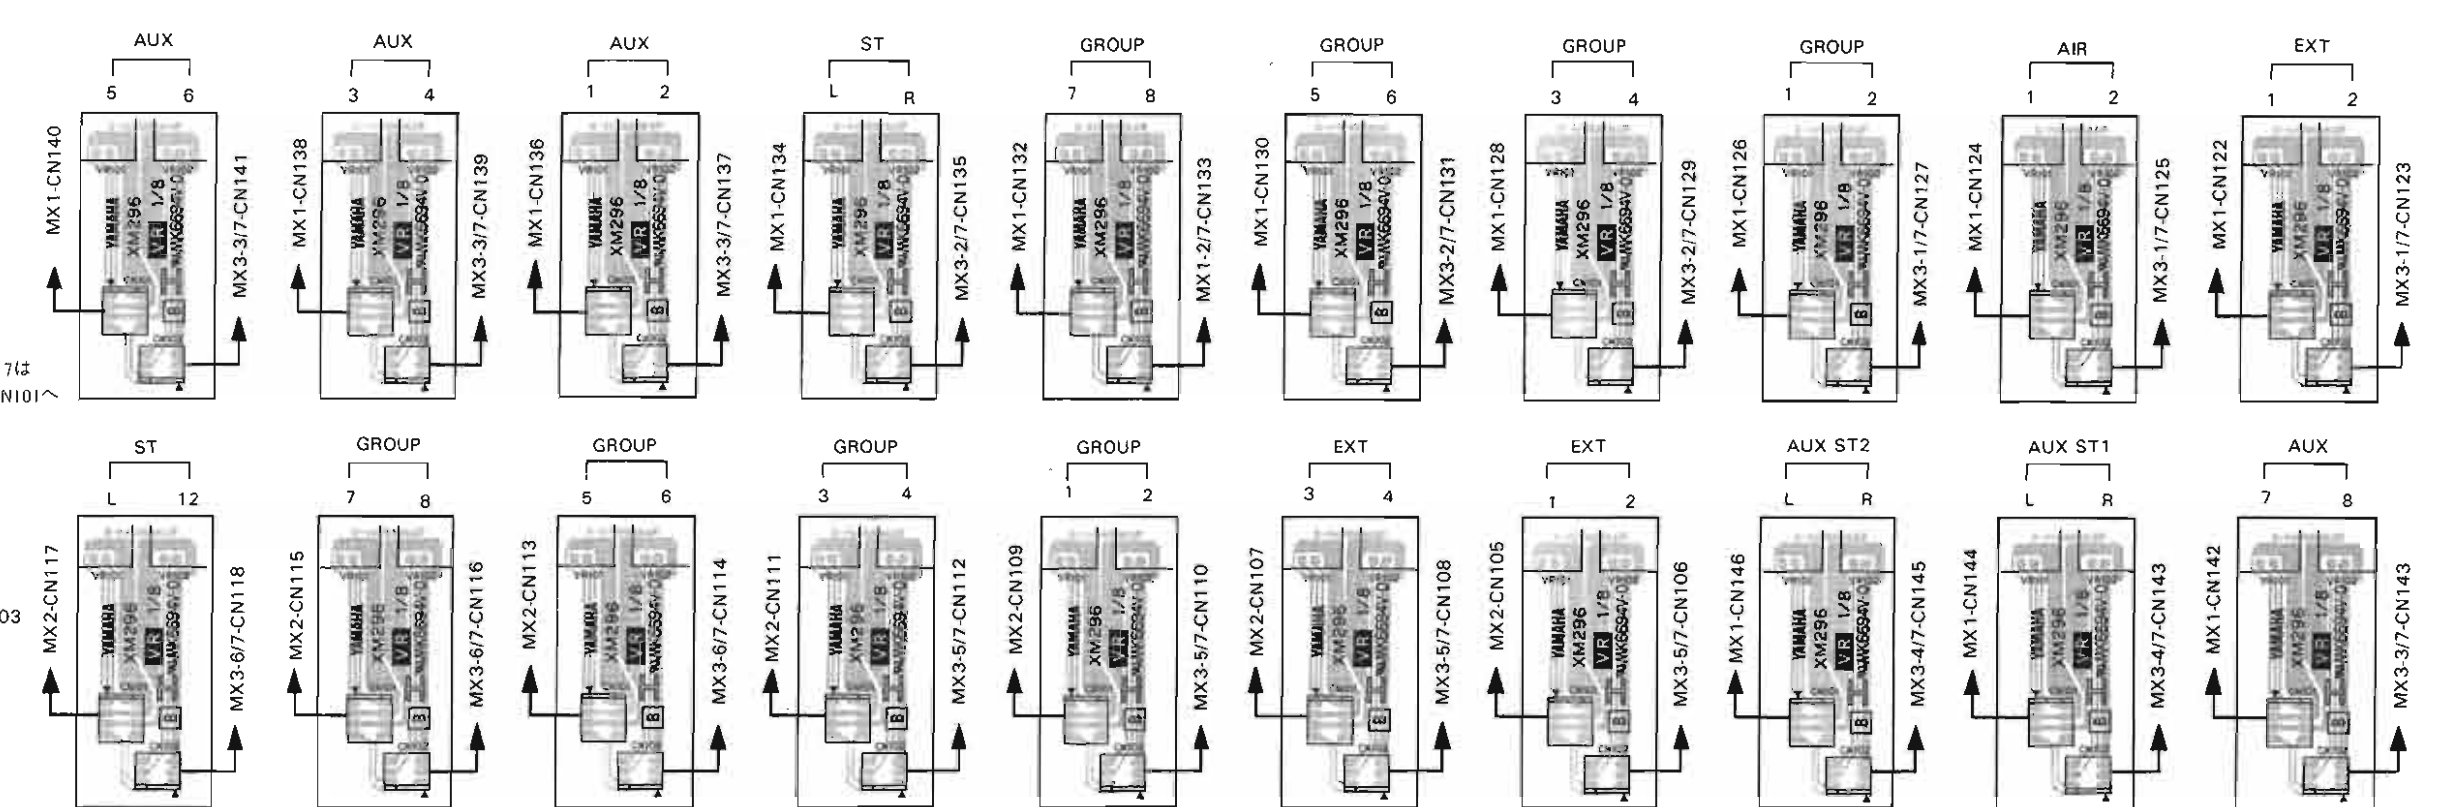 AUX AUX AUX ST GROUP GROUP GROUP GROUP AIR EXT
5 6 3 4 1 2 L R 7 8 5 6 3 4 1 2 1 2 1 2
MX1-CN140 YAMAHA XM296 VR 1/8 B MX3-3/7-CN141
MX1-CN138 YAMAHA XM296 VR 1/8 B MX3-3/7-CN139
MX1-CN136 YAMAHA XM296 VR 1/8 B MX3-3/7-CN137
MX1-CN134 YAMAHA XM296 VR 1/8 B MX3-2/7-CN135
MX1-CN132 YAMAHA XM296 VR 1/8 B MX1-2/7-CN133
MX1-CN130 YAMAHA XM296 VR 1/8 B MX3-2/7-CN131
MX1-CN128 YAMAHA XM296 VR 1/8 B MX3-2/7-CN129
MX1-CN126 YAMAHA XM296 VR 1/8 B MX3-1/7-CN127
MX1-CN124 YAMAHA XM296 VR 1/8 B MX3-1/7-CN125
MX1-CN122 YAMAHA XM296 VR 1/8 B MX3-1/7-CN123
7は
N101へ
ST GROUP GROUP GROUP GROUP EXT EXT AUX ST2 AUX ST1 AUX
L 12 7 8 5 6 3 4 1 2 3 4 1 2 L R L R 7 8
03
MX2-CN117 YAMAHA XM296 VR 1/8 B MX3-6/7-CN118
MX2-CN115 YAMAHA XM296 VR 1/8 B MX3-6/7-CN116
MX2-CN113 YAMAHA XM296 VR 1/8 B MX3-6/7-CN114
MX2-CN111 YAMAHA XM296 VR 1/8 B MX3-5/7-CN112
MX2-CN109 YAMAHA XM296 VR 1/8 B MX3-5/7-CN110
MX2-CN107 YAMAHA XM296 VR 1/8 B MX3-5/7-CN108
MX2-CN105 YAMAHA XM296 VR 1/8 B MX3-5/7-CN106
MX1-CN146 YAMAHA XM296 VR 1/8 B MX3-4/7-CN145
MX1-CN144 YAMAHA XM296 VR 1/8 B MX3-4/7-CN143
MX1-CN142 YAMAHA XM296 VR 1/8 B MX3-3/7-CN143